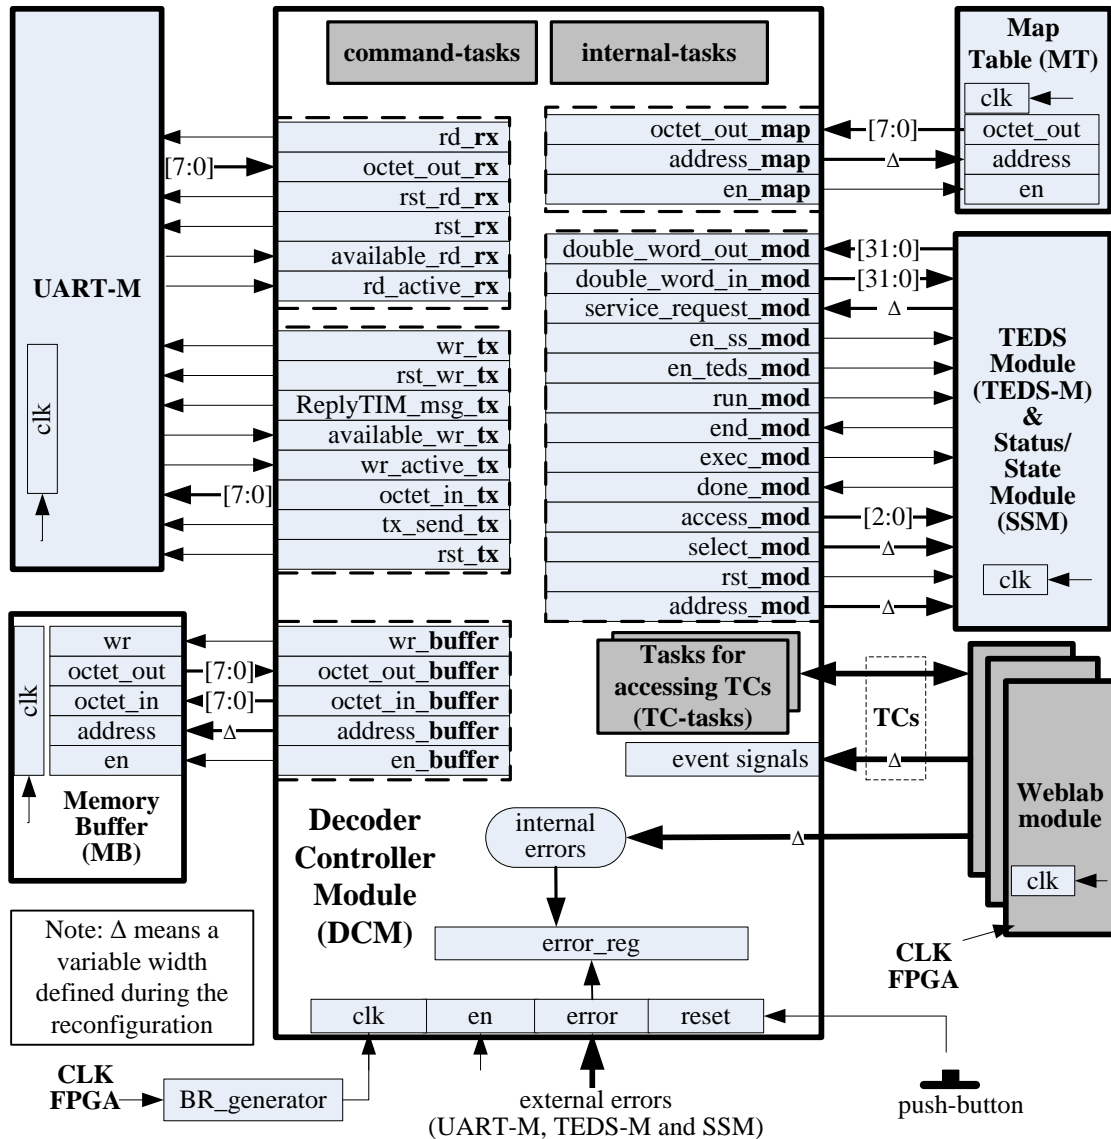 command-tasks
internal-tasks
UART-M
clk
rd_rx
[7:0]
octet_out_rx
rst_rd_rx
rst_rx
available_rd_rx
rd_active_rx
wr_tx
rst_wr_tx
ReplyTIM_msg_tx
available_wr_tx
wr_active_tx
[7:0]
octet_in_tx
tx_send_tx
rst_tx
Map
Table (MT)
clk
octet_out_map
[7:0]
octet_out
address_map
Δ
address
en_map
en
double_word_out_mod
[31:0]
double_word_in_mod
[31:0]
service_request_mod
Δ
en_ss_mod
en_teds_mod
run_mod
end_mod
exec_mod
done_mod
access_mod
[2:0]
select_mod
Δ
rst_mod
address_mod
Δ
TEDS
Module
(TEDS-M)
&
Status/
State
Module
(SSM)
clk
clk
wr
wr_buffer
octet_out
[7:0]
octet_out_buffer
octet_in
[7:0]
octet_in_buffer
address
Δ
address_buffer
en
en_buffer
Memory
Buffer
(MB)
Tasks for
accessing TCs
(TC-tasks)
TCs
event signals
Δ
Weblab
module
clk
CLK
FPGA
Decoder
Controller
Module
(DCM)
internal
errors
Δ
error_reg
clk
en
error
reset
Note: Δ means a
variable width
defined during the
reconfiguration
CLK
FPGA
BR_generator
external errors
(UART-M, TEDS-M and SSM)
push-button